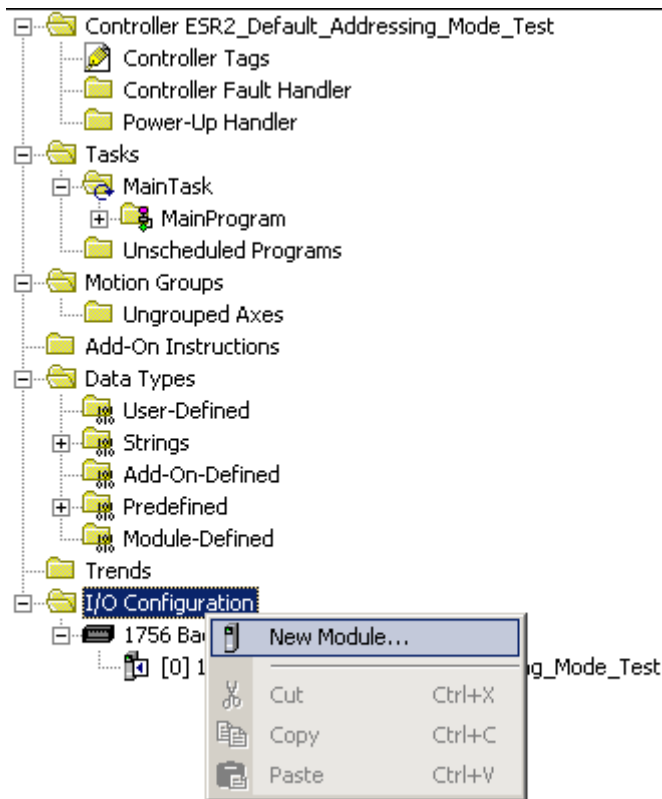 Controller ESR2_Default_Addressing_Mode_Test
Controller Tags
Controller Fault Handler
Power-Up Handler
Tasks
MainTask
MainProgram
Unscheduled Programs
Motion Groups
Ungrouped Axes
Add-On Instructions
Data Types
User-Defined
Strings
Add-On-Defined
Predefined
Module-Defined
Trends
I/O Configuration
1756 Ba
New Module...
[0] 1
g_Mode_Test
Cut Ctrl+X
Copy Ctrl+C
Paste Ctrl+V